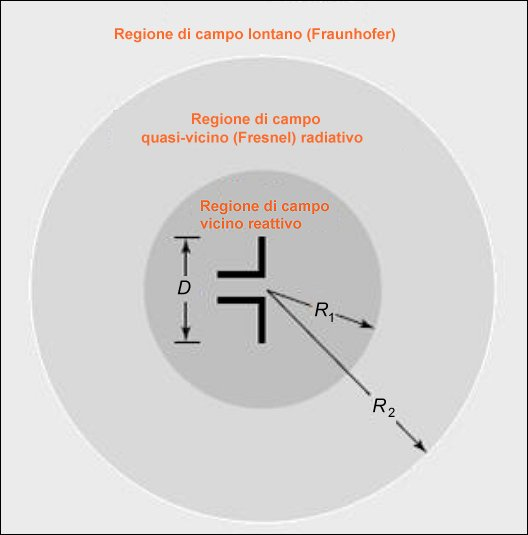 Regione di campo lontano (Fraunhofer)
Regione di campo
quasi-vicino (Fresnel) radiativo
Regione di campo
vicino reattivo
D
R1
R2